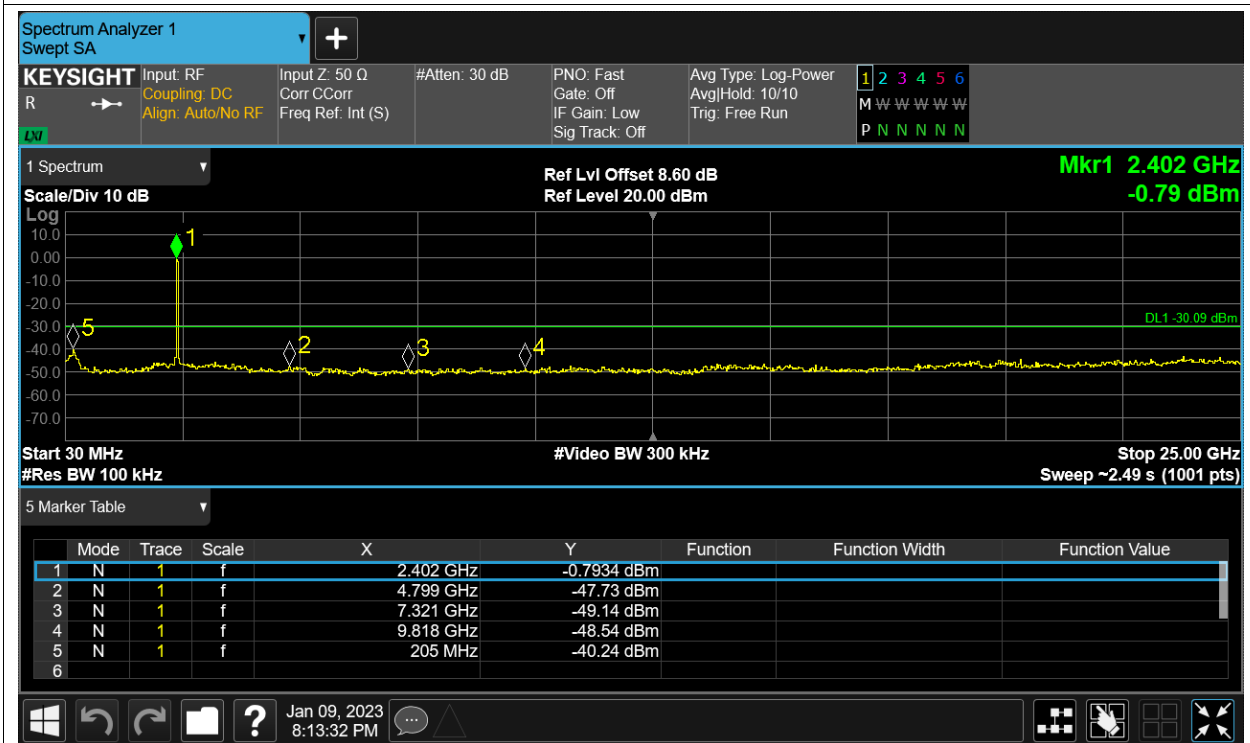 Spectrum Analyzer 1
Swept SA
KEYSIGHT Input: RF Input Z: 50 Ω #Atten: 30 dB PNO: Fast Avg Type: Log-Power 1 2 3 4 5 6
R Coupling: DC Corr CCorr Gate: Off Avg|Hold: 10/10 M W W W W W
Align: Auto/No RF Freq Ref: Int (S) IF Gain: Low Trig: Free Run
LXI Sig Track: Off P N N N N N
1 Spectrum Ref Lvl Offset 8.60 dB Mkr1 2.402 GHz
Scale/Div 10 dB Ref Level 20.00 dBm -0.79 dBm
Log
10.0
0.00
-10.0
-20.0
-30.0
-40.0
-50.0
-60.0
-70.0
1
5
2
3
4
DL1 -30.09 dBm
Start 30 MHz #Video BW 300 kHz Stop 25.00 GHz
#Res BW 100 kHz Sweep ~2.49 s (1001 pts)
5 Marker Table
Mode Trace Scale X Y Function Function Width Function Value
1 N 1 f 2.402 GHz -0.7934 dBm
2 N 1 f 4.799 GHz -47.73 dBm
3 N 1 f 7.321 GHz -49.14 dBm
4 N 1 f 9.818 GHz -48.54 dBm
5 N 1 f 205 MHz -40.24 dBm
6
? Jan 09, 2023
8:13:32 PM